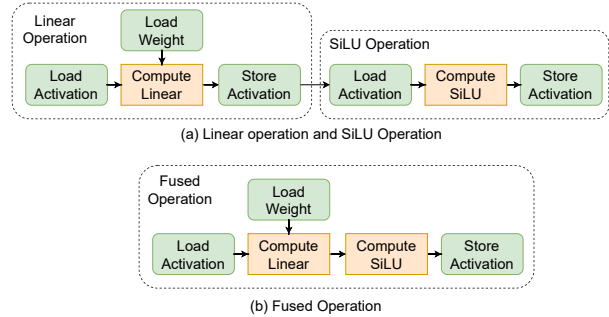 Linear
Operation
Load
Weight
SiLU Operation
Load
Activation
Compute
Linear
Store
Activation
Load
Activation
Compute
SiLU
Store
Activation
(a) Linear operation and SiLU Operation
Fused
Operation
Load
Weight
Load
Activation
Compute
Linear
Compute
SiLU
Store
Activation
(b) Fused Operation